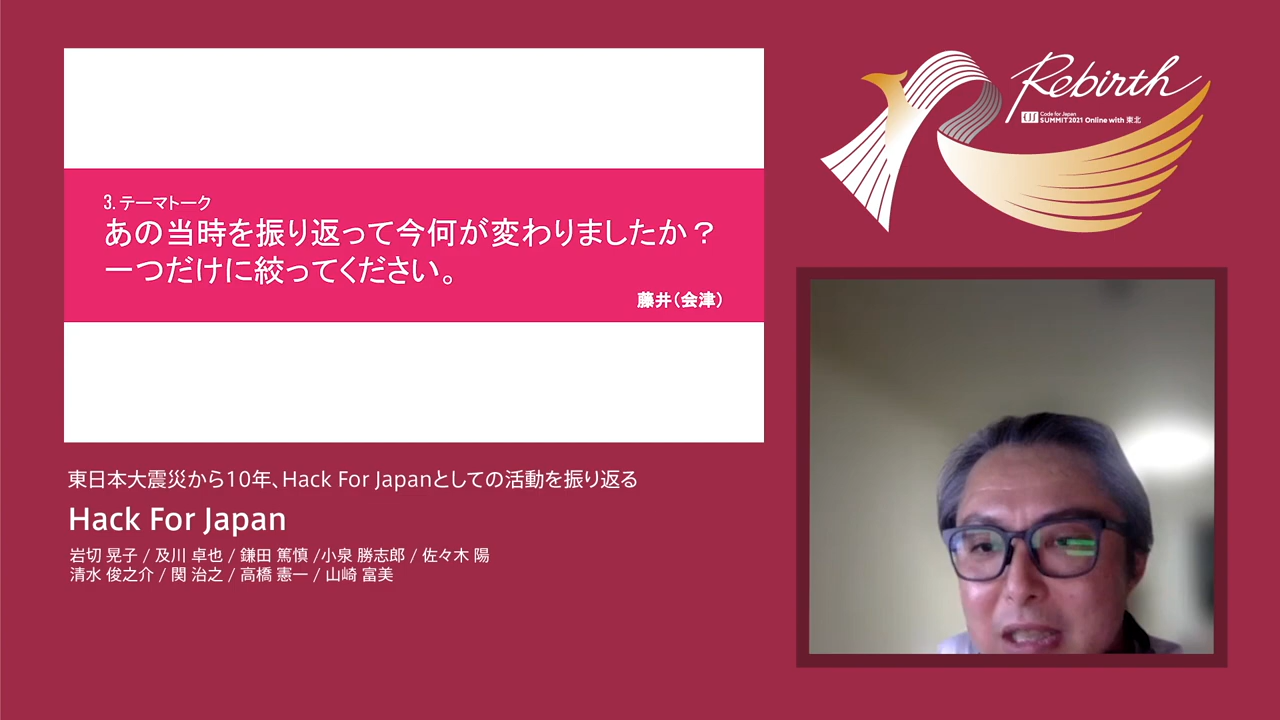 3. テーマトーク
あの当時を振り返って今何が変わりましたか？
一つだけに絞ってください。
藤井（会津）
Rebirth
CfJ Code for Japan
SUMMIT2021 Online with 東北
東日本大震災から10年、Hack For Japanとしての活動を振り返る
Hack For Japan
岩切 晃子 / 及川 卓也 / 鎌田 篤慎 /小泉 勝志郎 / 佐々木 陽
清水 俊之介 / 関 治之 / 高橋 憲一 / 山崎 富美